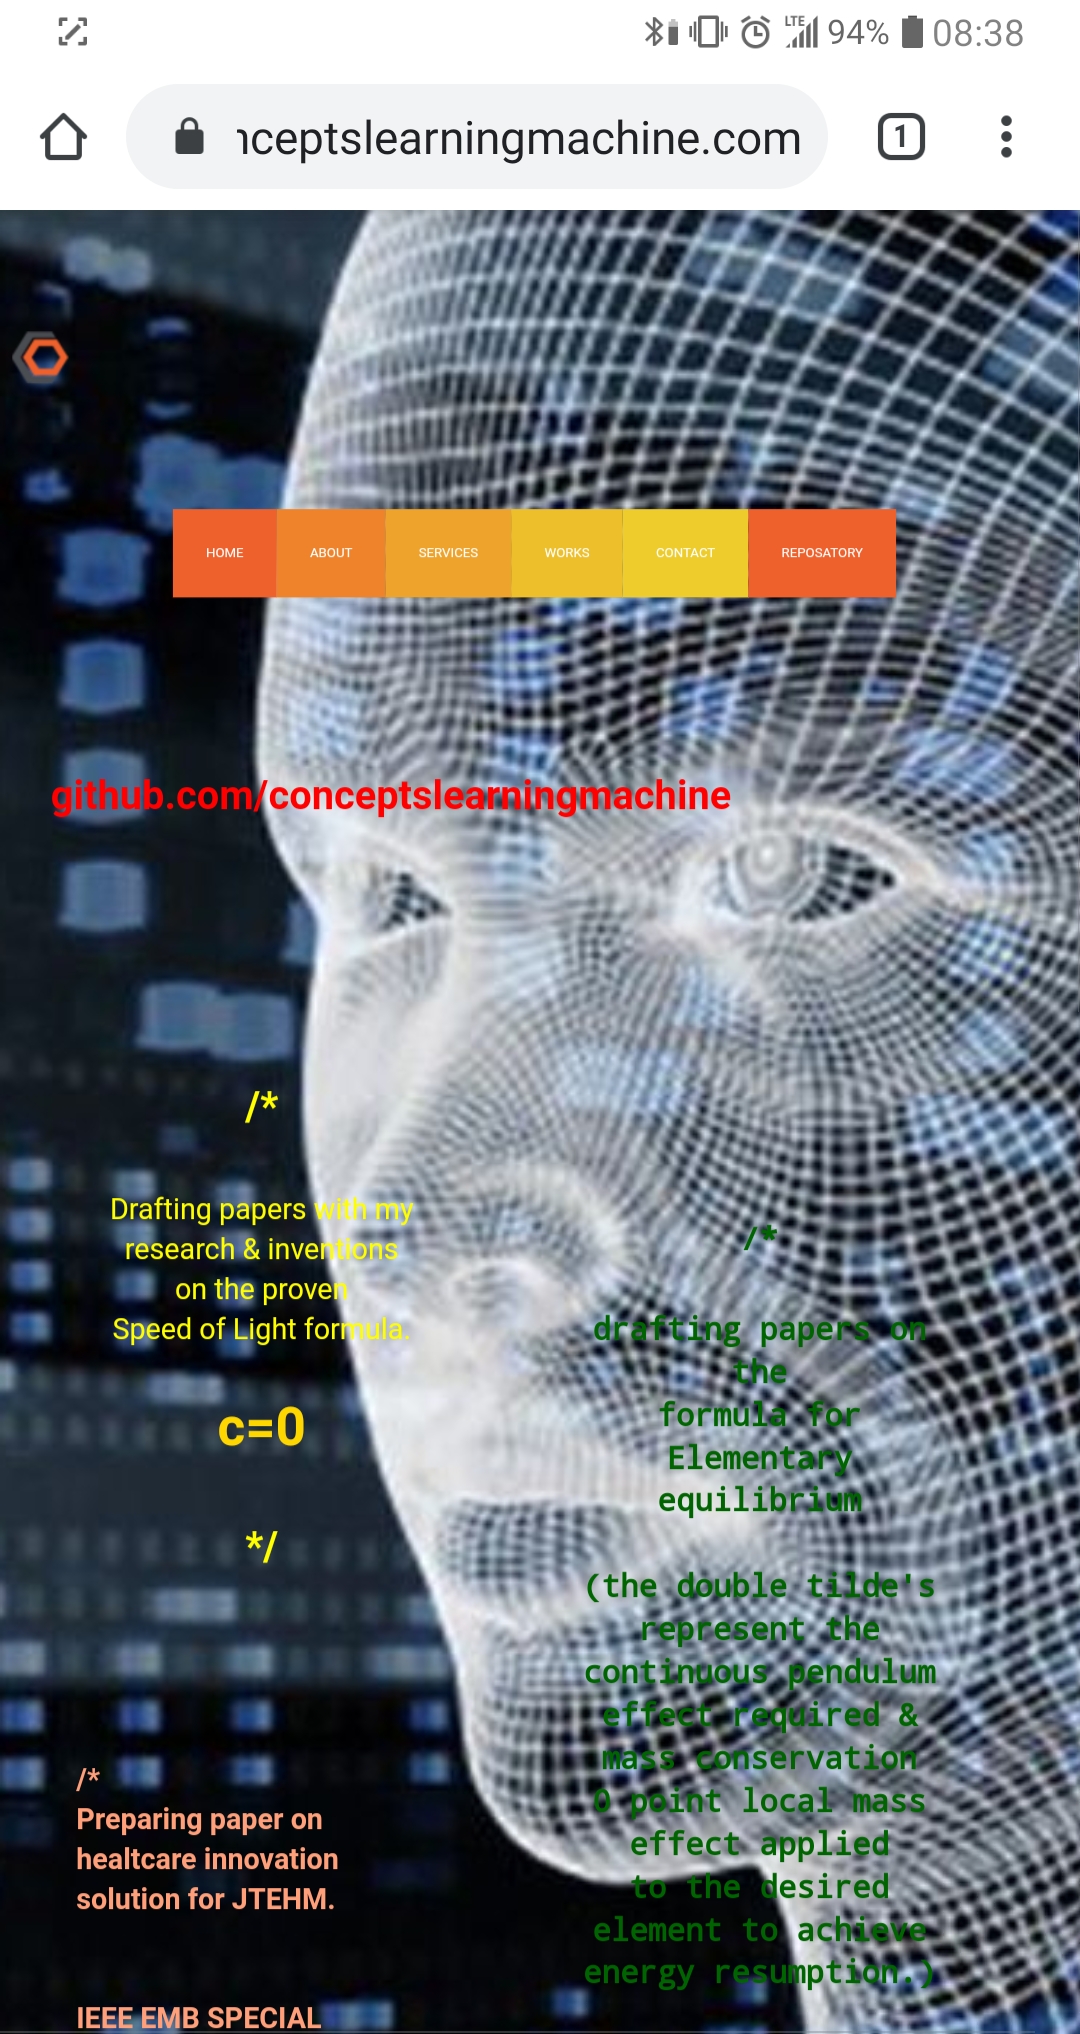 LTE 94% 08:38
nceptslearningmachine.com
1
HOME ABOUT SERVICES WORKS CONTACT REPOSATORY
github.com/conceptslearningmachine
/*
Drafting papers with my
research & inventions
on the proven
Speed of Light formula.
c=0
*/
/*
drafting papers on
the
formula for
Elementary
equilibrium
(the double tilde's
represent the
continuous pendulum
effect required &
mass conservation
0 point local mass
effect applied
to the desired
element to achieve
energy resumption.)
/*
Preparing paper on
healtcare innovation
solution for JTEHM.
IEEE EMB SPECIAL